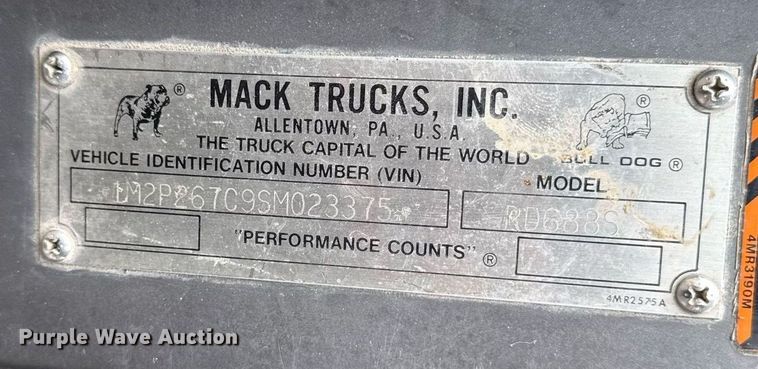 MACK TRUCKS, INC.
ALLENTOWN, PA., U.S.A.
THE TRUCK CAPITAL OF THE WORLD
BULL DOG ®
VEHICLE IDENTIFICATION NUMBER (VIN)
MODEL
1M2P267C9SM023375
RD688S
"PERFORMANCE COUNTS" ®
4MR2575A
4MR3190M
Purple Wave Auction